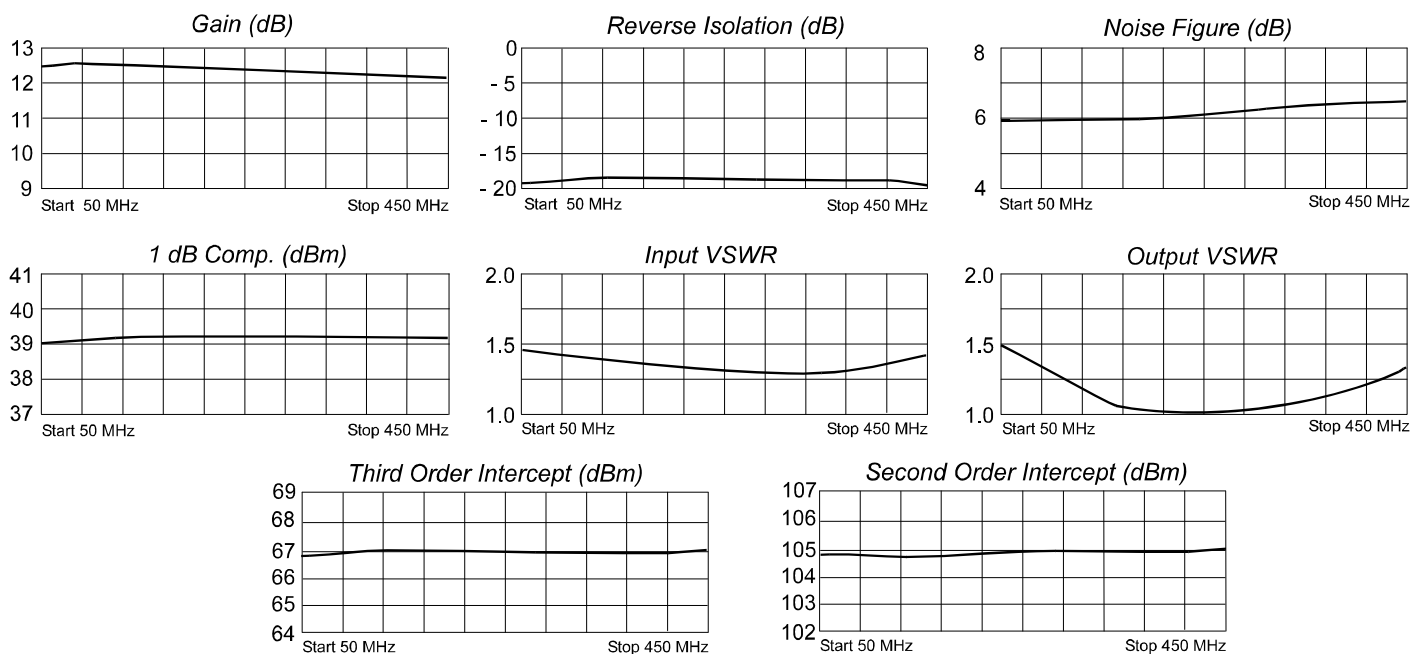 Gain (dB)
13
12
11
10
9
Start 50 MHz
Stop 450 MHz
Reverse Isolation (dB)
0
- 5
- 10
- 15
- 20
Start 50 MHz
Stop 450 MHz
Noise Figure (dB)
8
6
4
Start 50 MHz
Stop 450 MHz
1 dB Comp. (dBm)
41
40
39
38
37
Start 50 MHz
Stop 450 MHz
Input VSWR
2.0
1.5
1.0
Start 50 MHz
Stop 450 MHz
Output VSWR
2.0
1.5
1.0
Start 50 MHz
Stop 450 MHz
Third Order Intercept (dBm)
69
68
67
66
65
64
Start 50 MHz
Stop 450 MHz
Second Order Intercept (dBm)
107
106
105
104
103
102
Start 50 MHz
Stop 450 MHz